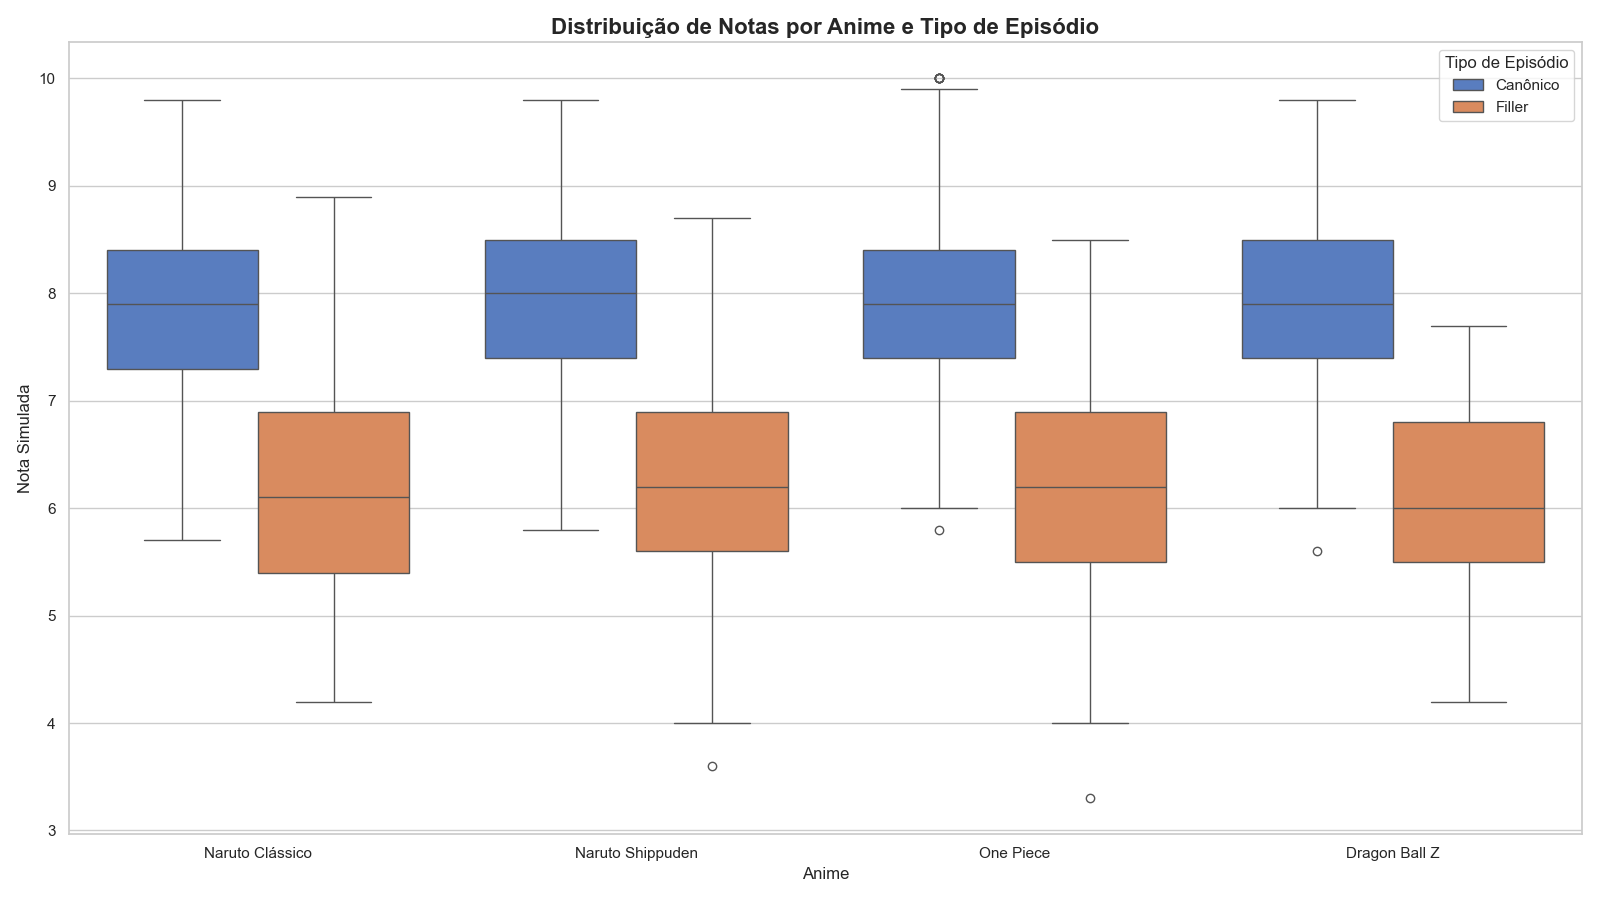 Distribuição de Notas por Anime e Tipo de Episódio
Tipo de Episódio
Canônico
Filler
10
9
8
7
6
5
4
3
Nota Simulada
Naruto Clássico
Naruto Shippuden
One Piece
Dragon Ball Z
Anime